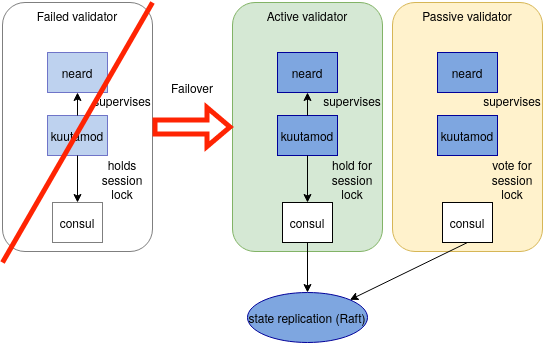 Failed validator
neard
supervises
kuutamod
holds
session
lock
consul
Failover
Active validator
neard
supervises
kuutamod
hold for
session
lock
consul
Passive validator
neard
supervises
kuutamod
vote for
session
lock
consul
state replication (Raft)